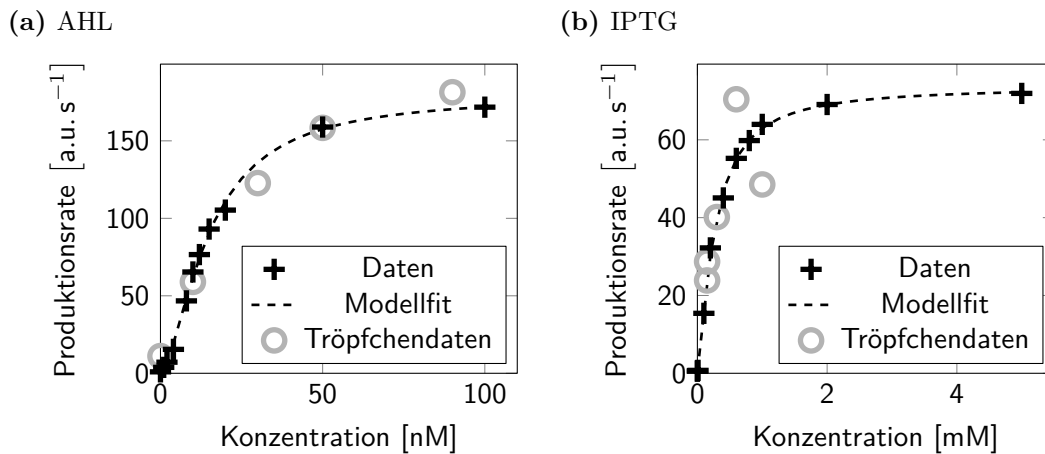 (a) AHL
Produktionsrate [a.u. s⁻¹]
150
100
50
0
0 50 100
Konzentration [nM]
Daten
Modellfit
Tröpfchendaten
(b) IPTG
Produktionsrate [a.u. s⁻¹]
60
40
20
0
0 2 4
Konzentration [mM]
Daten
Modellfit
Tröpfchendaten